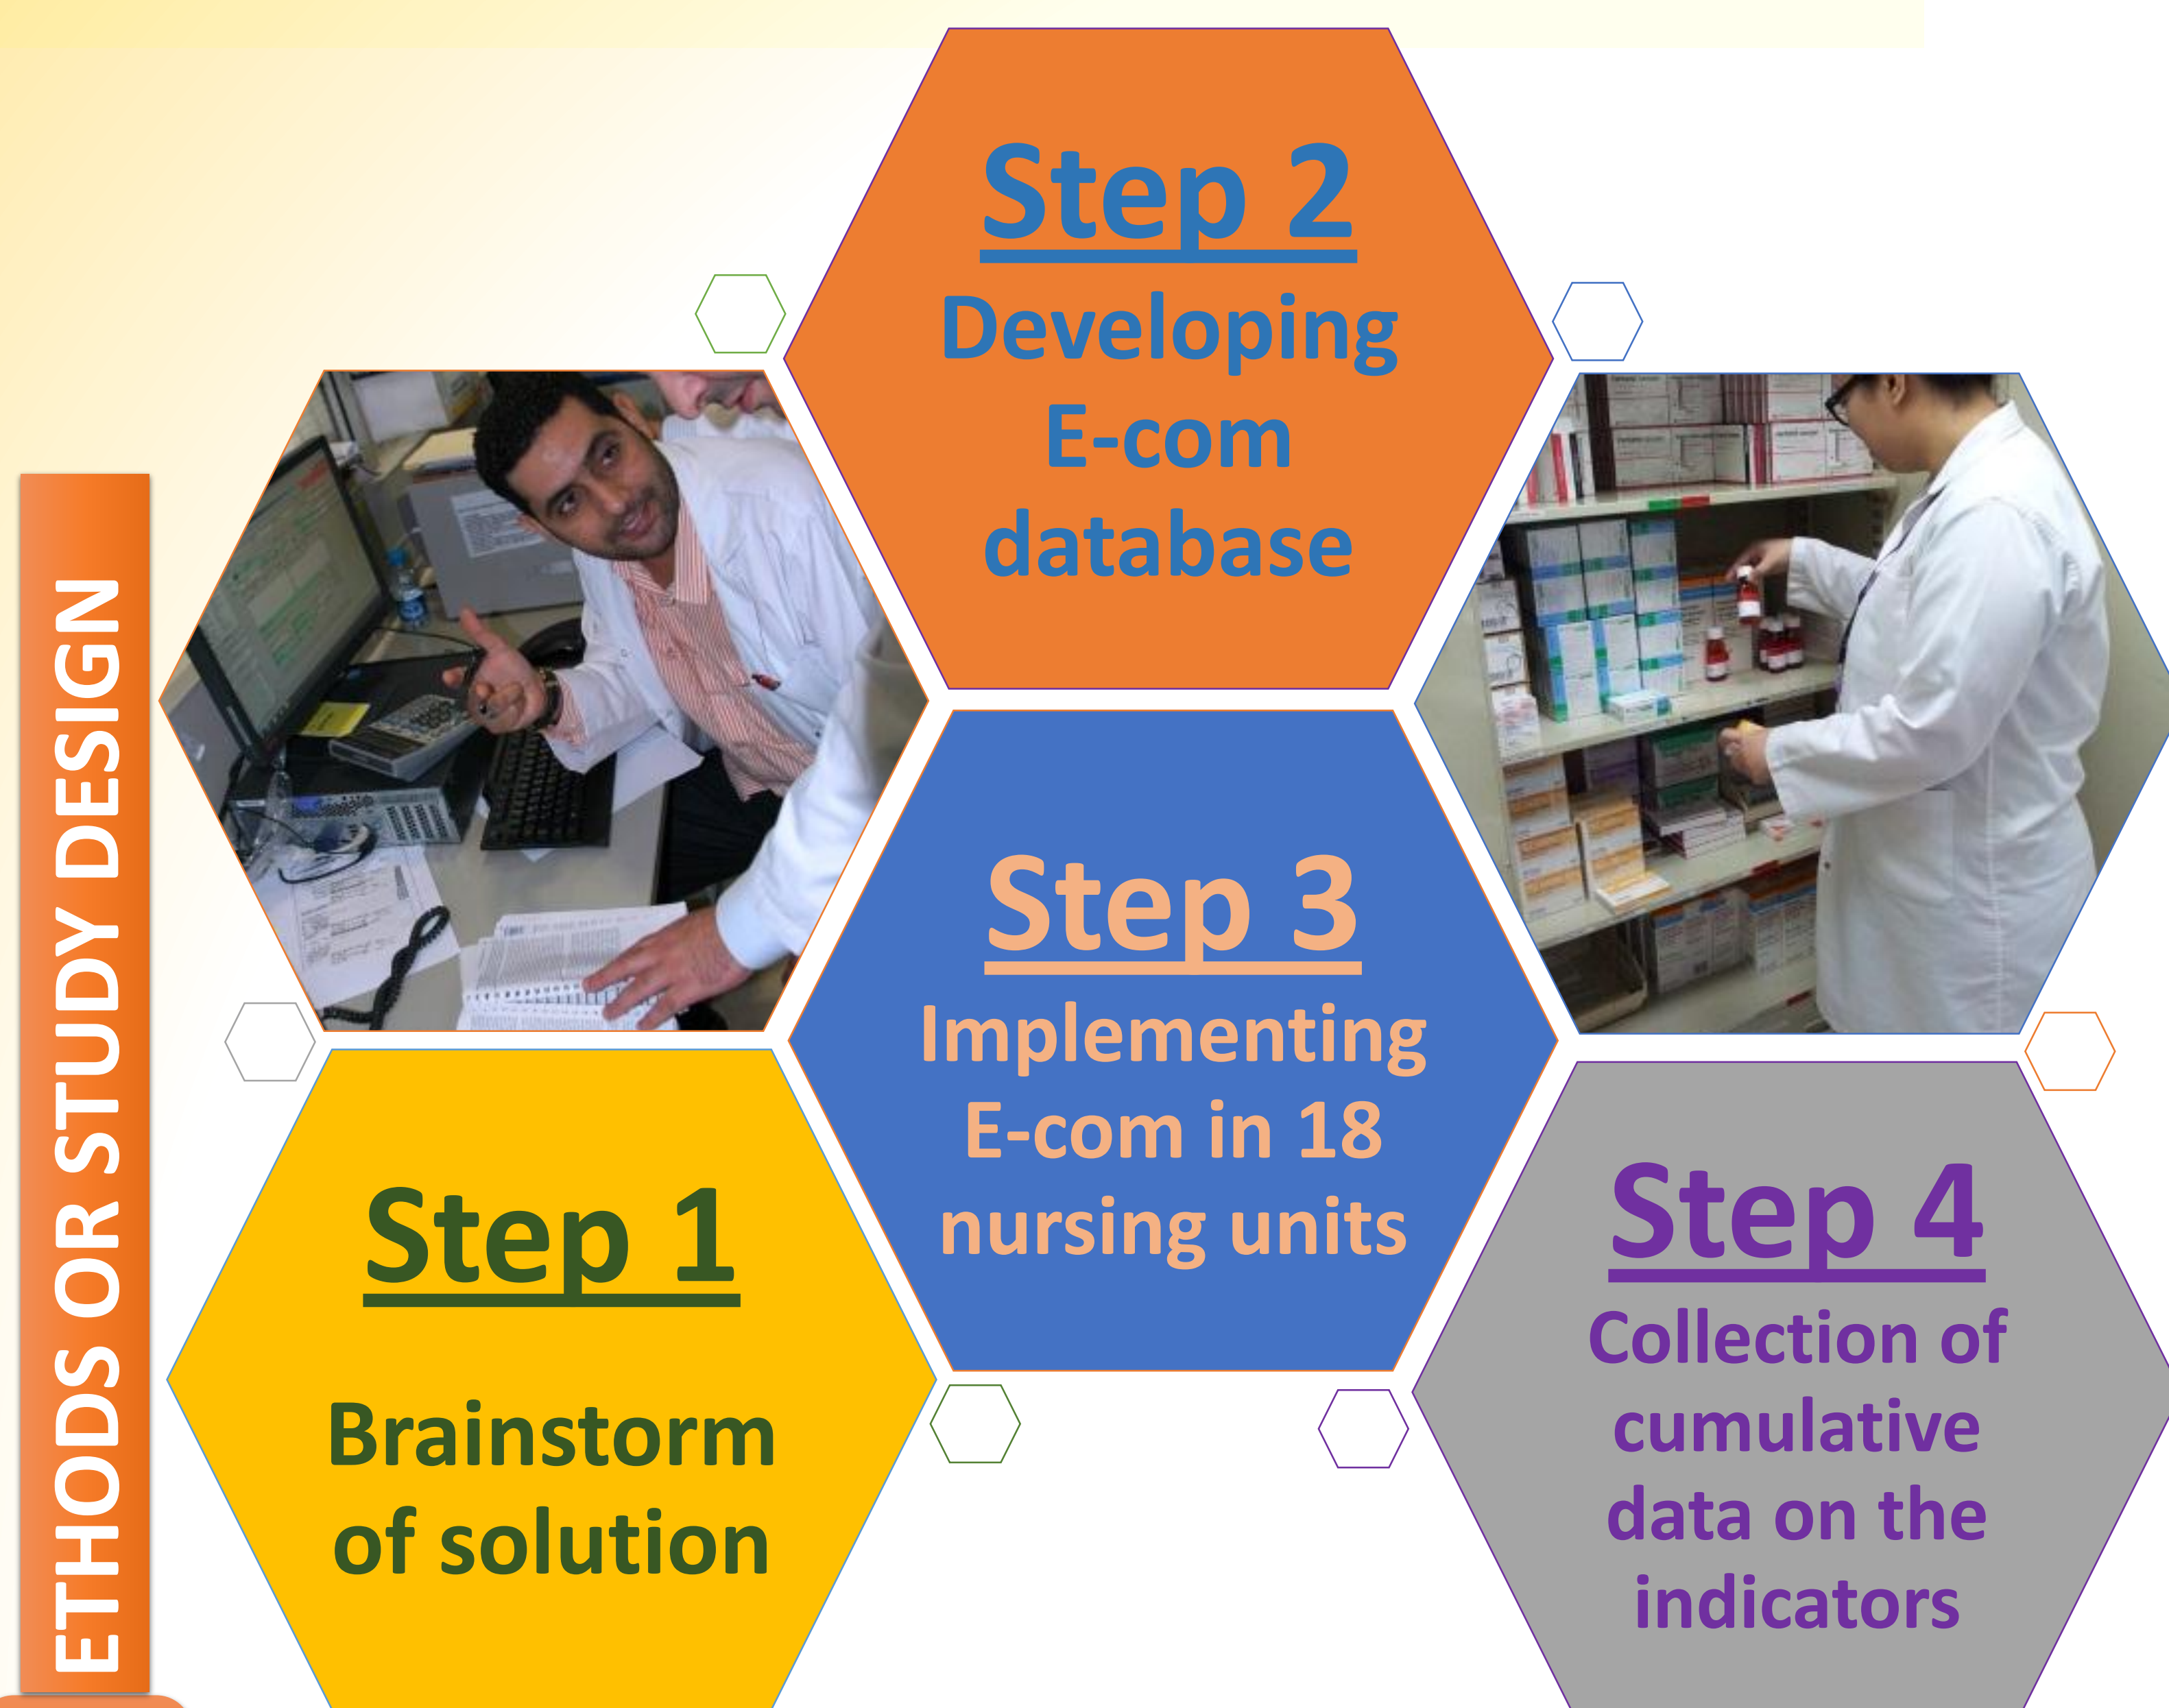 ETHODS OR STUDY DESIGN
Step 1
Brainstorm
of solution
Step 2
Developing
E-com
database
Step 3
Implementing
E-com in 18
nursing units
Step 4
Collection of
cumulative
data on the
indicators